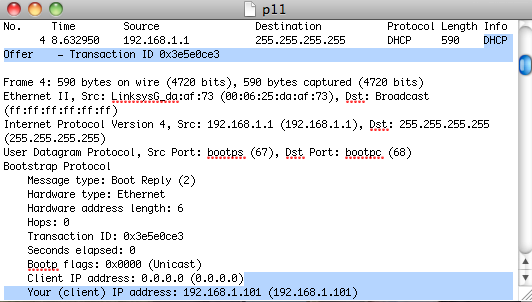 p11
No. Time Source Destination Protocol Length Info
4 8.632950 192.168.1.1 255.255.255.255 DHCP 590 DHCP
Offer - Transaction ID 0x3e5e0ce3
Frame 4: 590 bytes on wire (4720 bits), 590 bytes captured (4720 bits)
Ethernet II, Src: LinksysG_da:af:73 (00:06:25:da:af:73), Dst: Broadcast
(ff:ff:ff:ff:ff:ff)
Internet Protocol Version 4, Src: 192.168.1.1 (192.168.1.1), Dst: 255.255.255.255
(255.255.255.255)
User Datagram Protocol, Src Port: bootps (67), Dst Port: bootpc (68)
Bootstrap Protocol
Message type: Boot Reply (2)
Hardware type: Ethernet
Hardware address length: 6
Hops: 0
Transaction ID: 0x3e5e0ce3
Seconds elapsed: 0
Bootp flags: 0x0000 (Unicast)
Client IP address: 0.0.0.0 (0.0.0.0)
Your (client) IP address: 192.168.1.101 (192.168.1.101)